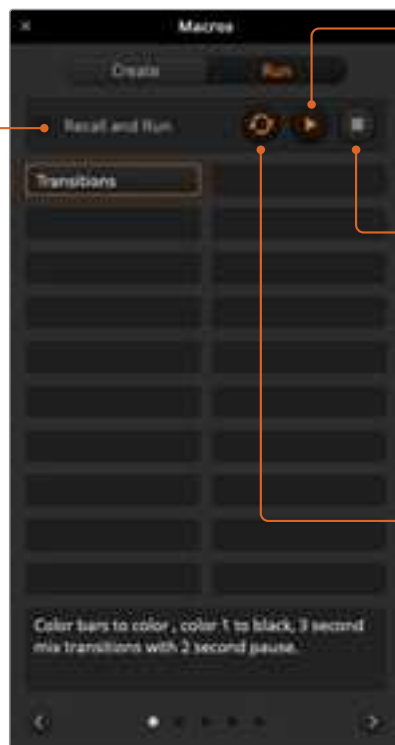 Macros
Create Run
Recall and Run
Transitions
Color bars to color , color 1 to black, 3 second
mix transitions with 2 second pause.